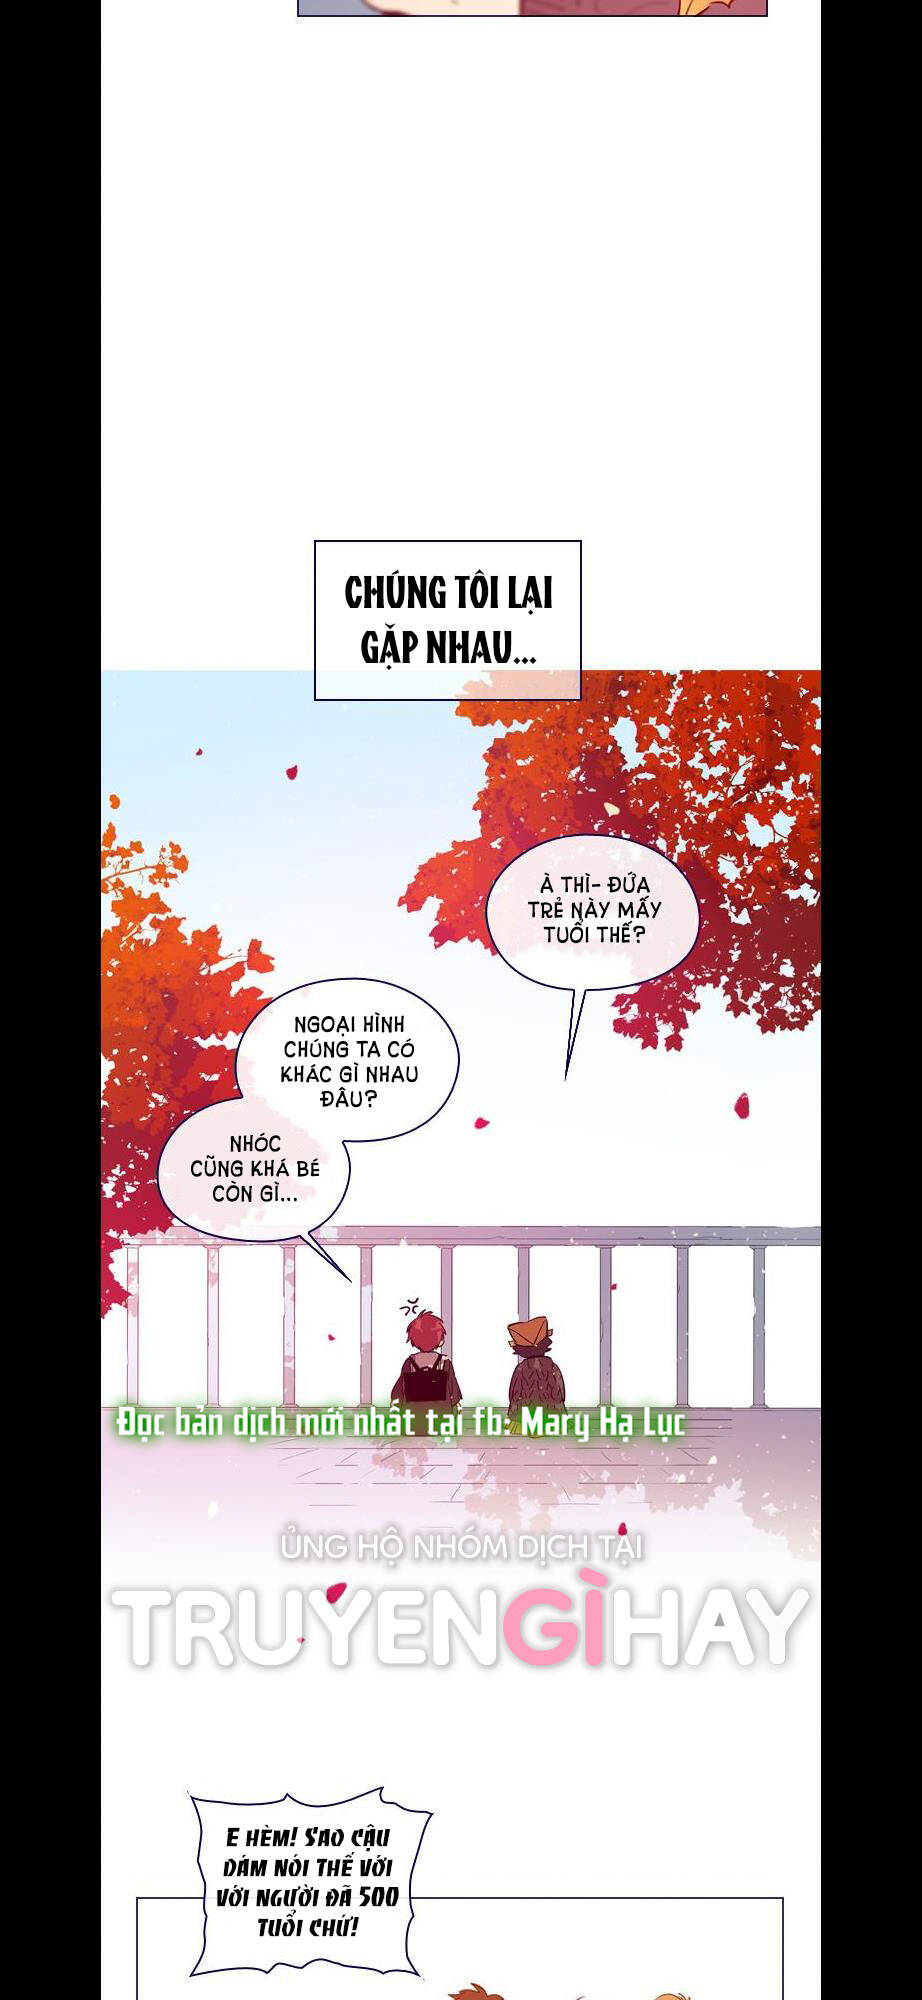 CHÚNG TÔI LẠI
GẶP NHAU...
À THÌ- ĐỨA
TRẺ NÀY MẤY
TUỔI THẾ?
NGOẠI HÌNH
CHÚNG TA CÓ
KHÁC GÌ NHAU
ĐÂU?
NHÓC
CŨNG KHÁ BÉ
CÒN GÌ...
Đọc bản dịch mới nhất tại fb: Mary Hạ Lục
ỦNG HỘ NHÓM DỊCH TẠI
TRUYENGÌHAY
E HÈM! SAO CẬU
DÁM NÓI THẾ VỚI
VỚI NGƯỜI ĐÃ 500
TUỔI CHỨ!